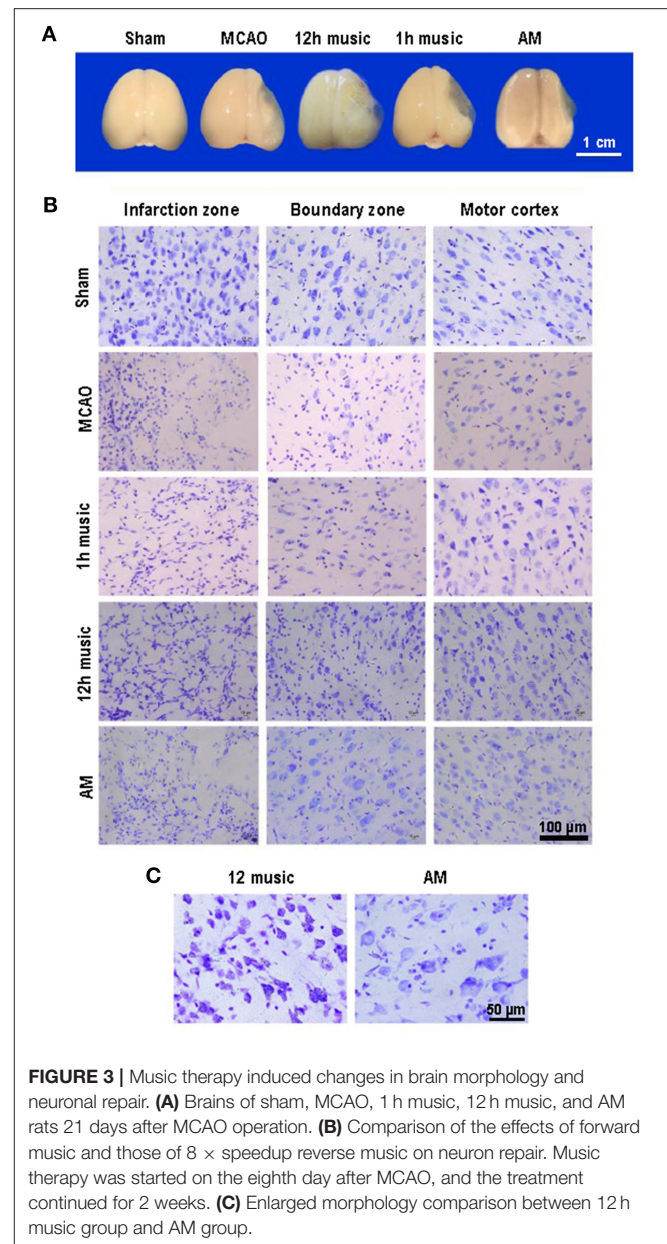 A
Sham MCAO 12h music 1h music AM
1 cm
B
Infarction zone Boundary zone Motor cortex
Sham
MCAO
1h music
12h music
AM
100 µm
C
12 music AM
50 µm
FIGURE 3 | Music therapy induced changes in brain morphology and
neuronal repair. (A) Brains of sham, MCAO, 1 h music, 12 h music, and AM
rats 21 days after MCAO operation. (B) Comparison of the effects of forward
music and those of 8 × speedup reverse music on neuron repair. Music
therapy was started on the eighth day after MCAO, and the treatment
continued for 2 weeks. (C) Enlarged morphology comparison between 12 h
music group and AM group.